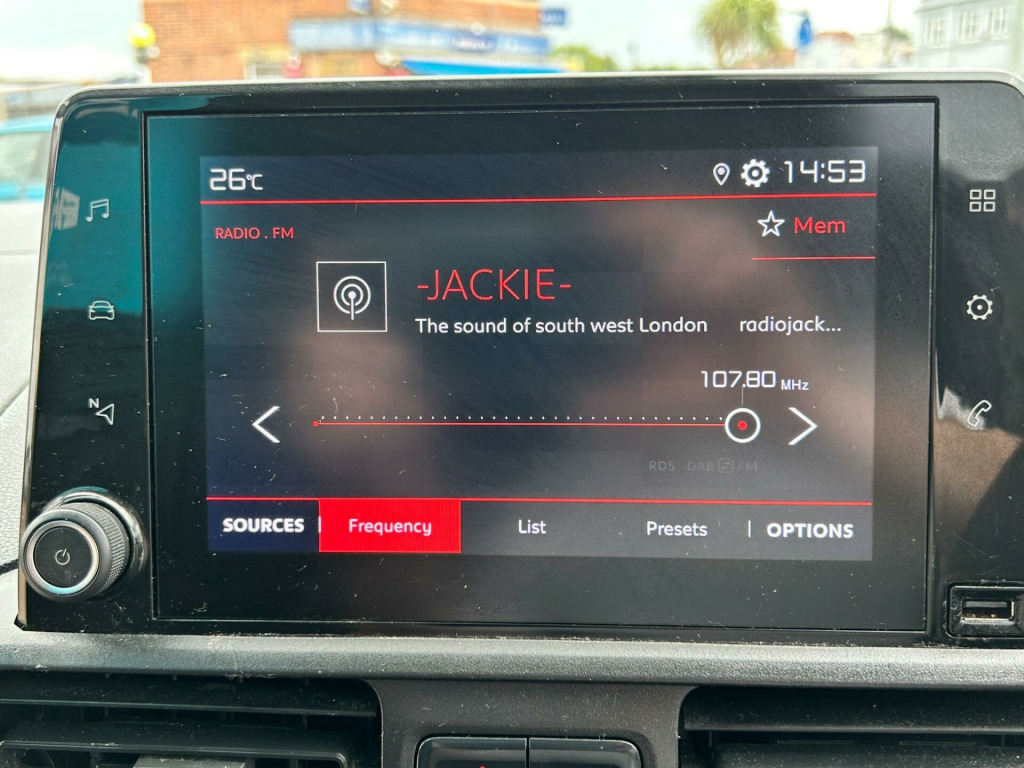 26°C 14:53
RADIO . FM Mem
-JACKIE-
The sound of south west London radiojack...
107.80 MHz
RDS DAB FM
SOURCES | Frequency List Presets | OPTIONS
N